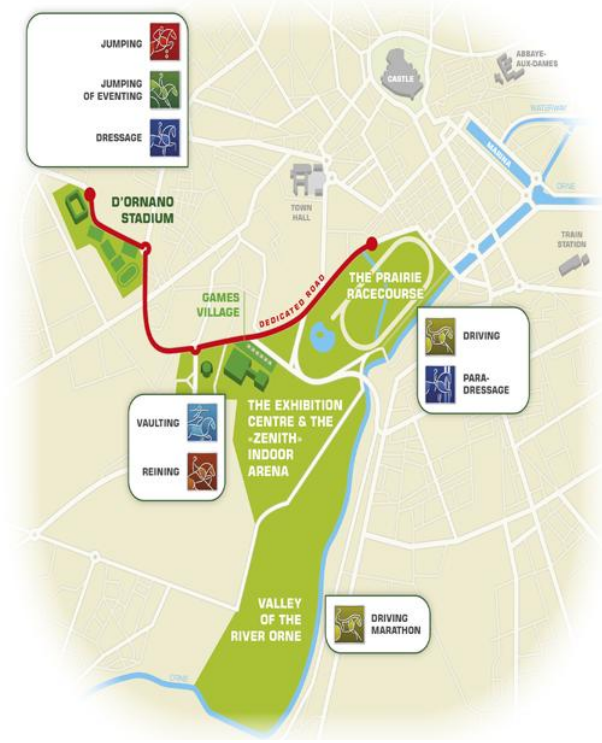 JUMPING
JUMPING
OF EVENTING
DRESSAGE
CASTLE
ABBAYE-
AUX-DAMES
WATERWAY
MARINA
ORNE
TOWN
HALL
TRAIN
STATION
D'ORNANO
STADIUM
GAMES
VILLAGE
DEDICATED ROAD
THE PRAIRIE
RACECOURSE
DRIVING
PARA-
DRESSAGE
VAULTING
REINING
THE EXHIBITION
CENTRE & THE
«ZENITH»
INDOOR
ARENA
VALLEY
OF THE
RIVER ORNE
DRIVING
MARATHON
ORNE